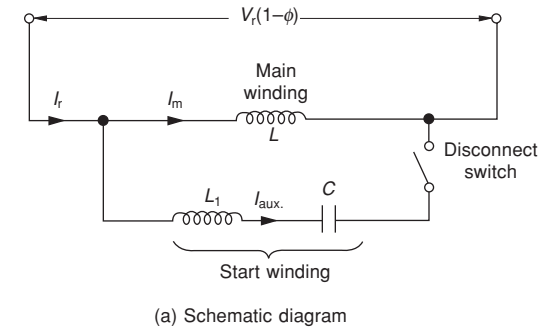 Vr(1–ϕ)
Main
winding
Ir
Im
L
Disconnect
switch
L1
Iaux.
C
Start winding
(a) Schematic diagram